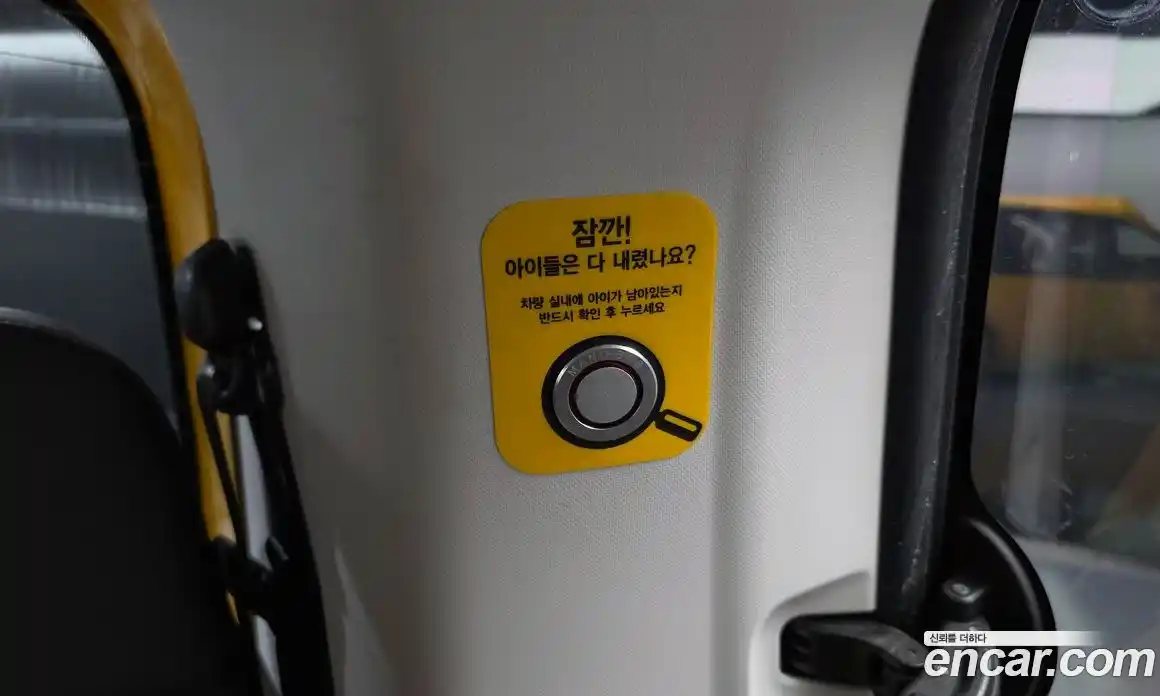 잠깐!
아이들은 다 내렸나요?
차량 실내에 아이가 남아있는지
반드시 확인 후 누르세요
신뢰를 더하다
encar.com